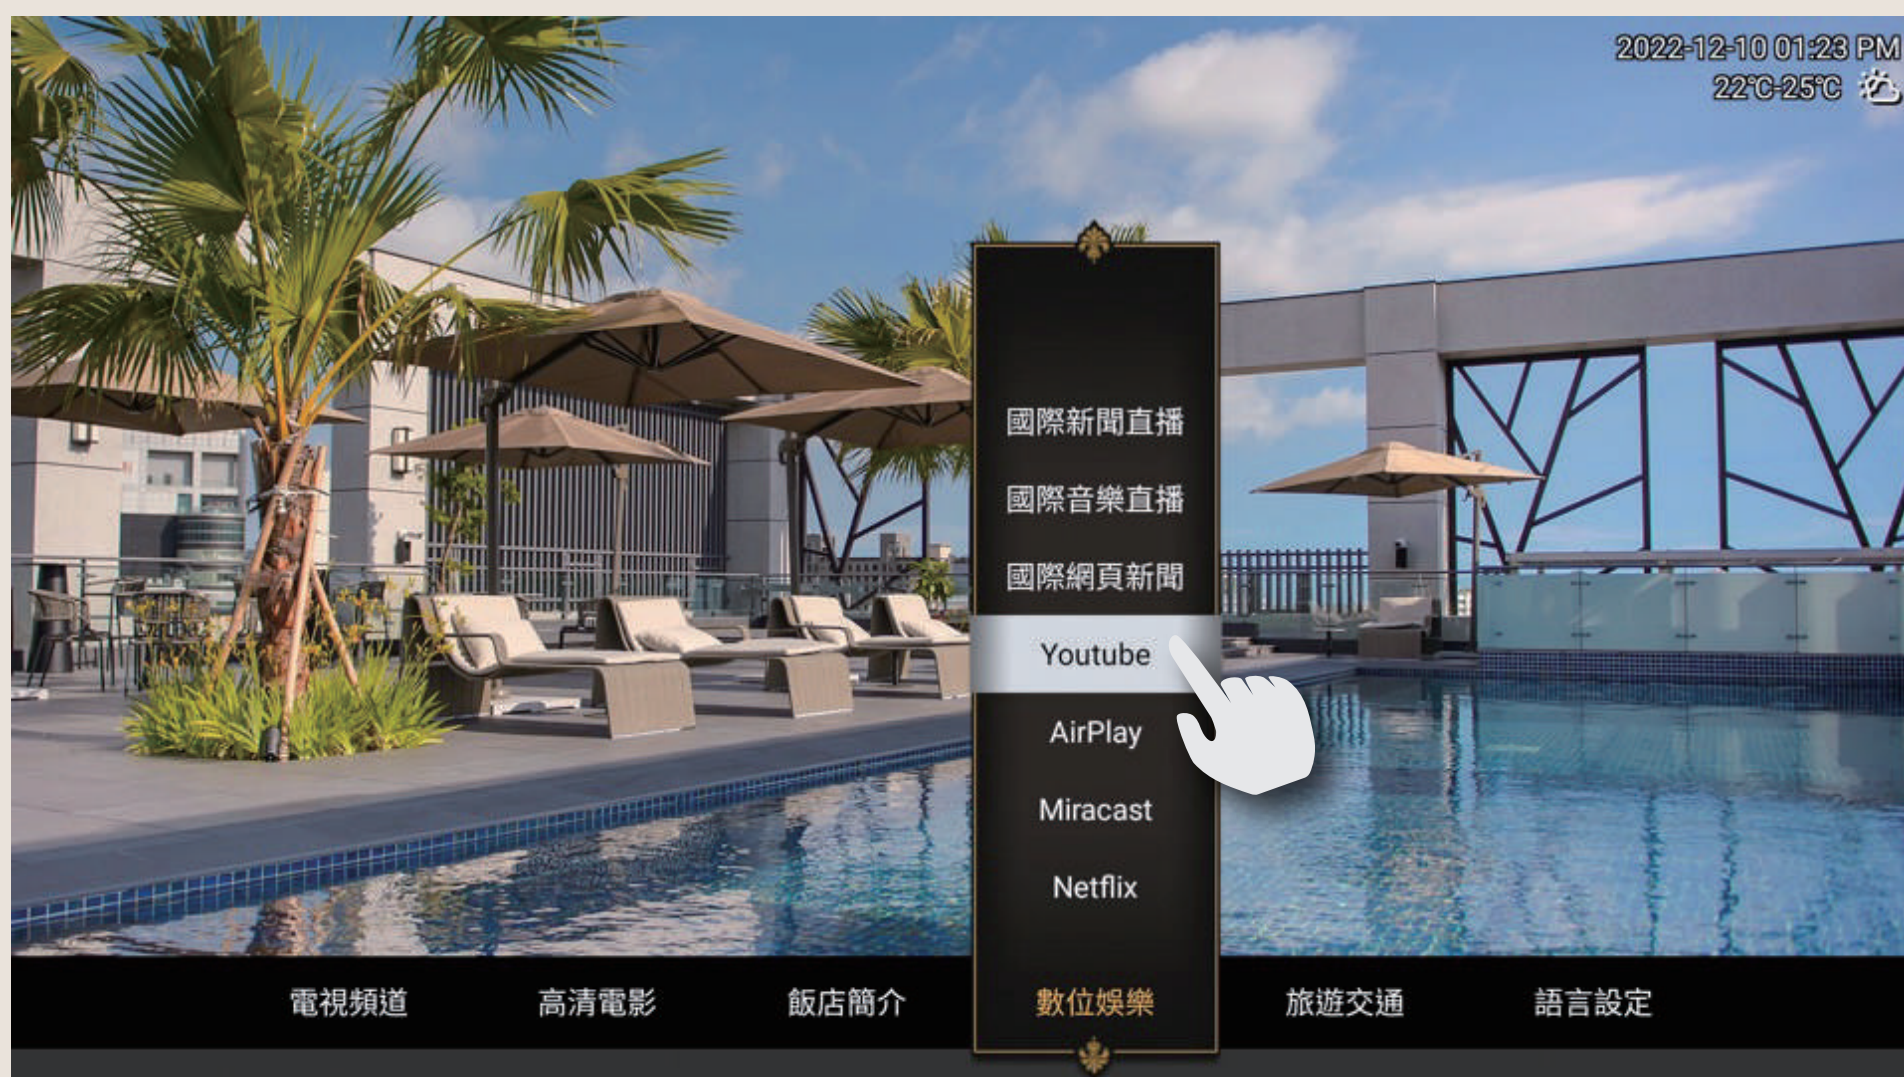 2022-12-10 01:23 PM
22°C-25°C
國際新聞直播
國際音樂直播
國際網頁新聞
Youtube
AirPlay
Miracast
Netflix
電視頻道 高清電影 飯店簡介 數位娛樂 旅遊交通 語言設定